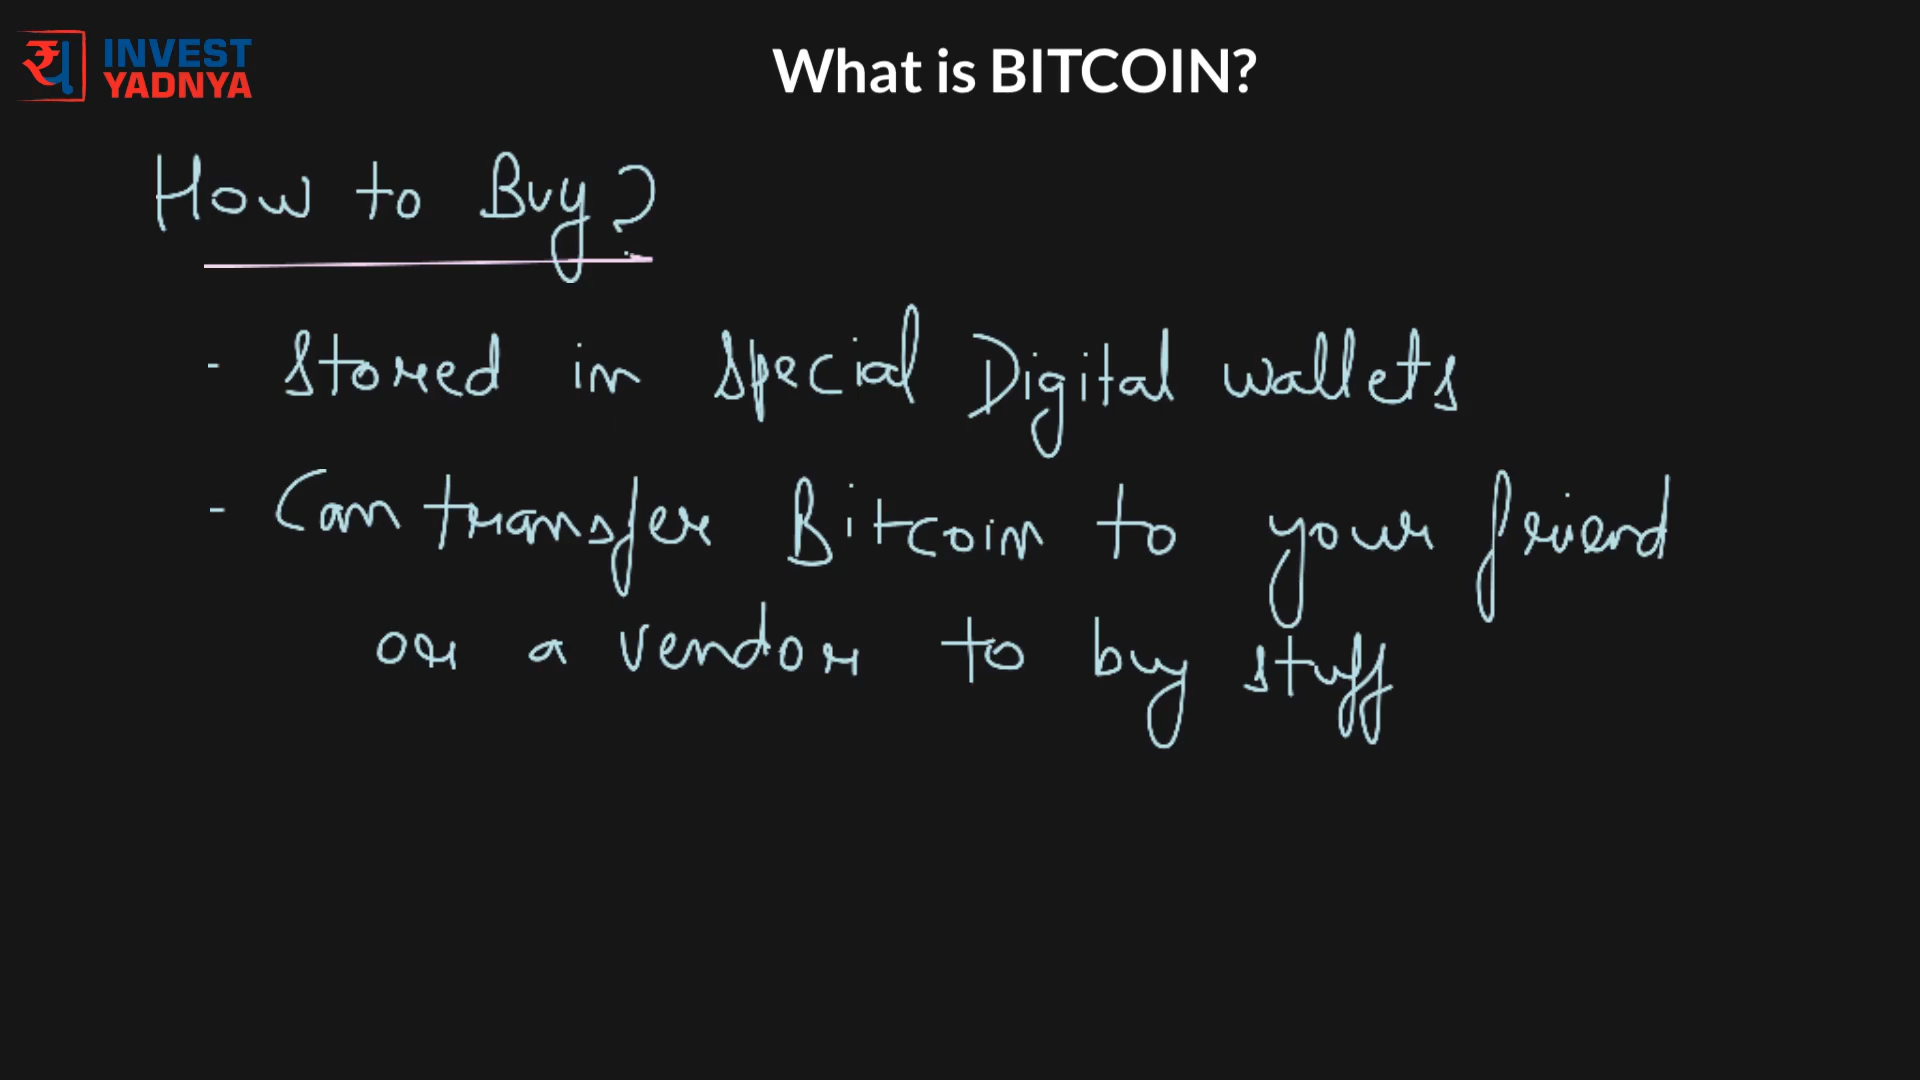 INVEST
YADNYA
What is BITCOIN?
How to Buy?
- Stored in special Digital wallets
- Can transfer Bitcoin to your friend
or a vendor to buy stuff